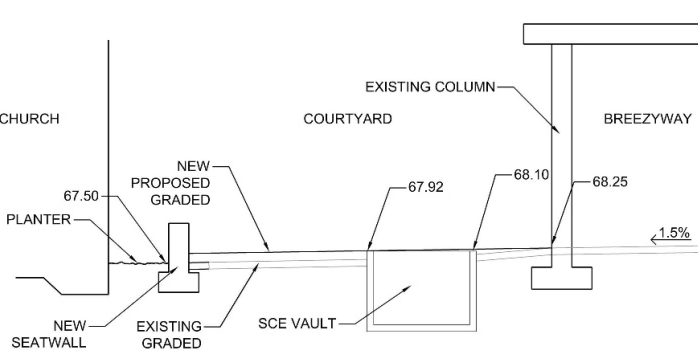 EXISTING COLUMN
CHURCH
COURTYARD
BREEZYWAY
NEW
PROPOSED
GRADED
67.50
67.92
68.10
68.25
PLANTER
1.5%
NEW
SEATWALL
EXISTING
GRADED
SCE VAULT